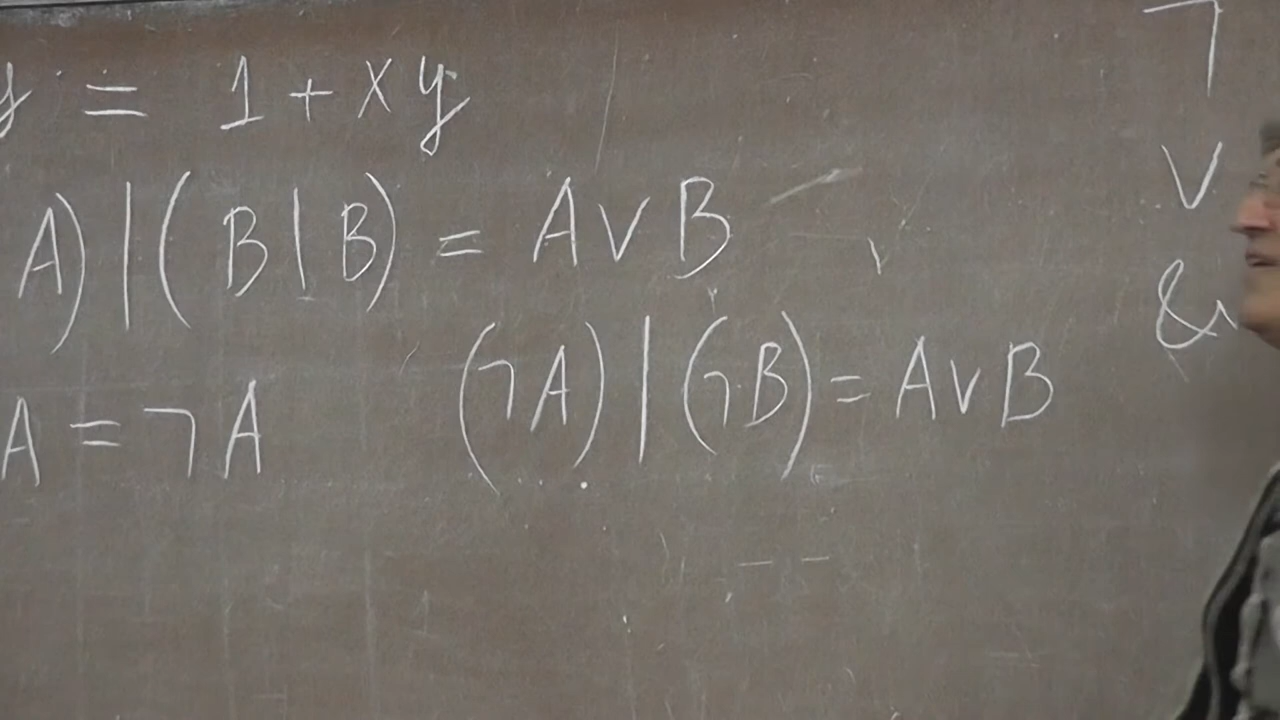 y = 1 + xy
A) | ( B | B ) = A ∨ B
A = ¬ A
(¬A) | (¬B) = A ∨ B
¬
∨
&